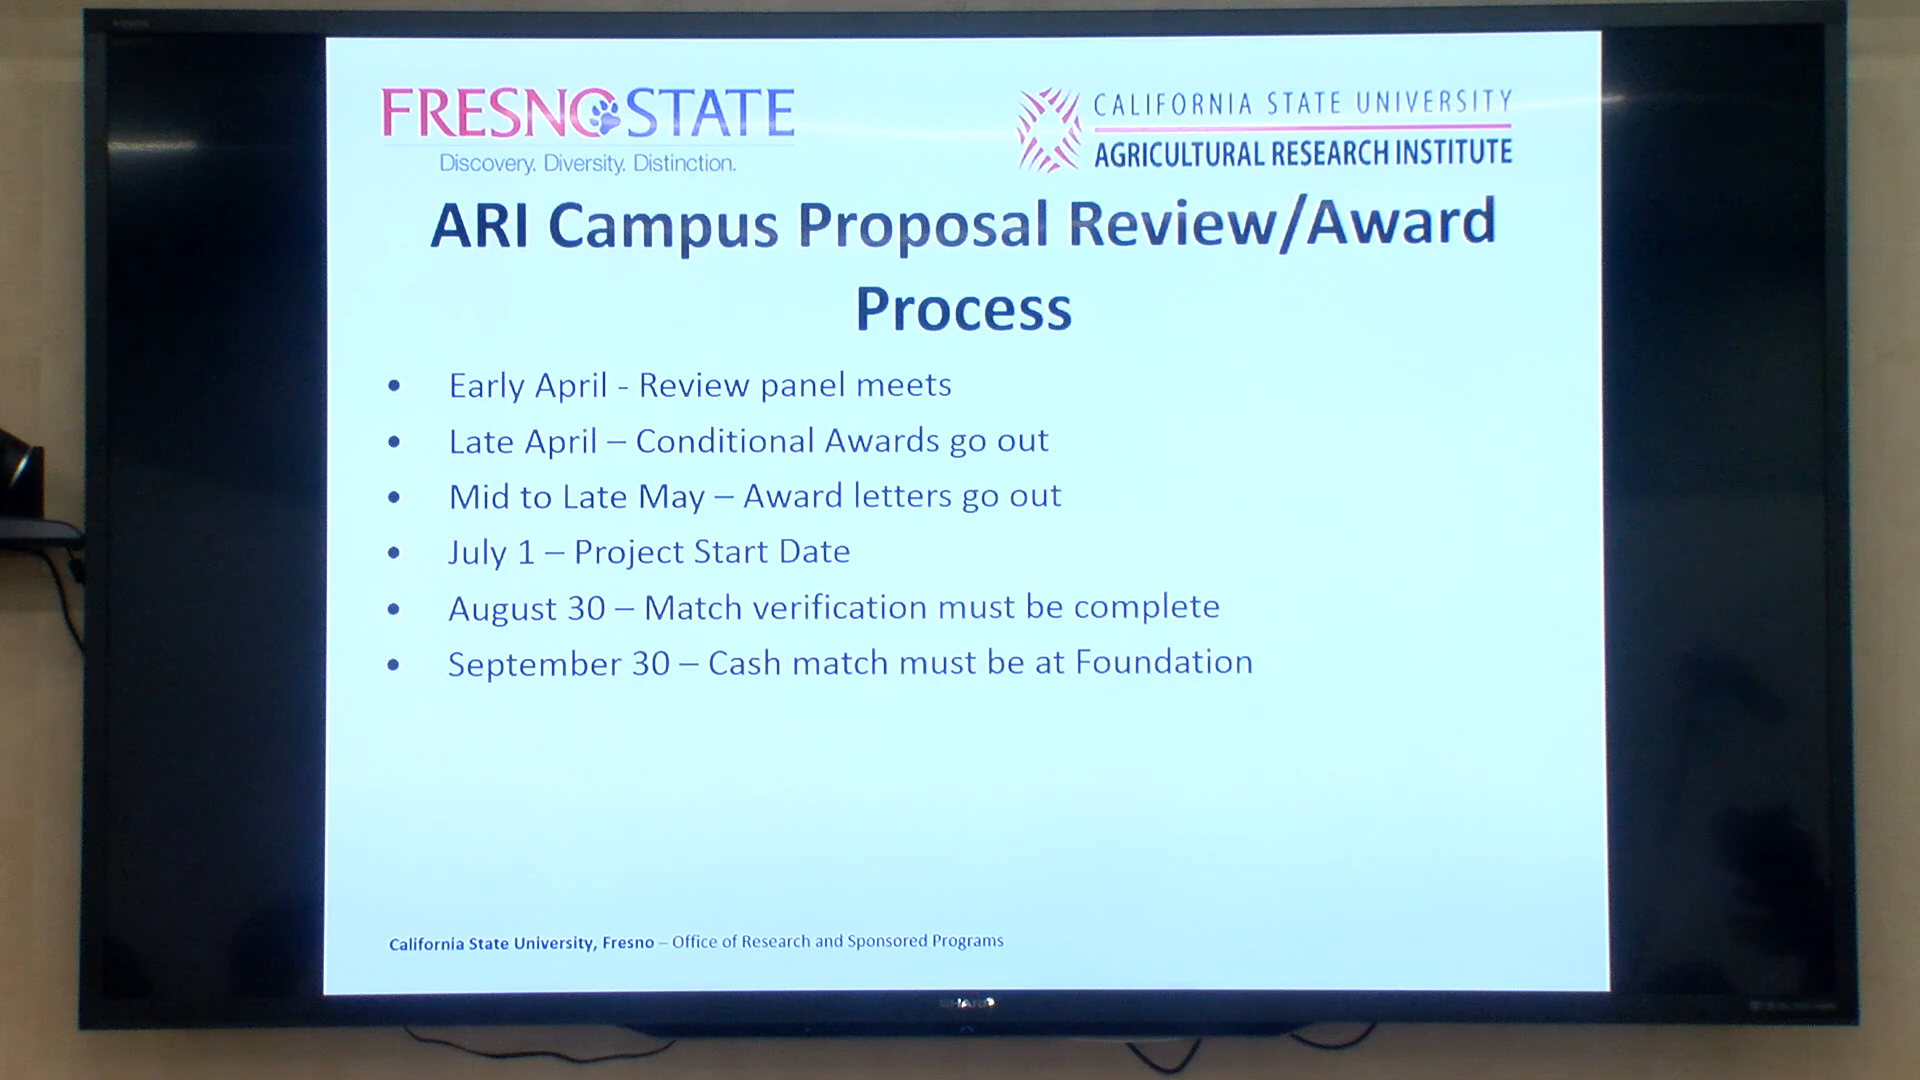 FRESNO STATE
Discovery. Diversity. Distinction.
CALIFORNIA STATE UNIVERSITY
AGRICULTURAL RESEARCH INSTITUTE
ARI Campus Proposal Review/Award
Process
• Early April - Review panel meets
• Late April – Conditional Awards go out
• Mid to Late May – Award letters go out
• July 1 – Project Start Date
• August 30 – Match verification must be complete
• September 30 – Cash match must be at Foundation
California State University, Fresno – Office of Research and Sponsored Programs
SHARP